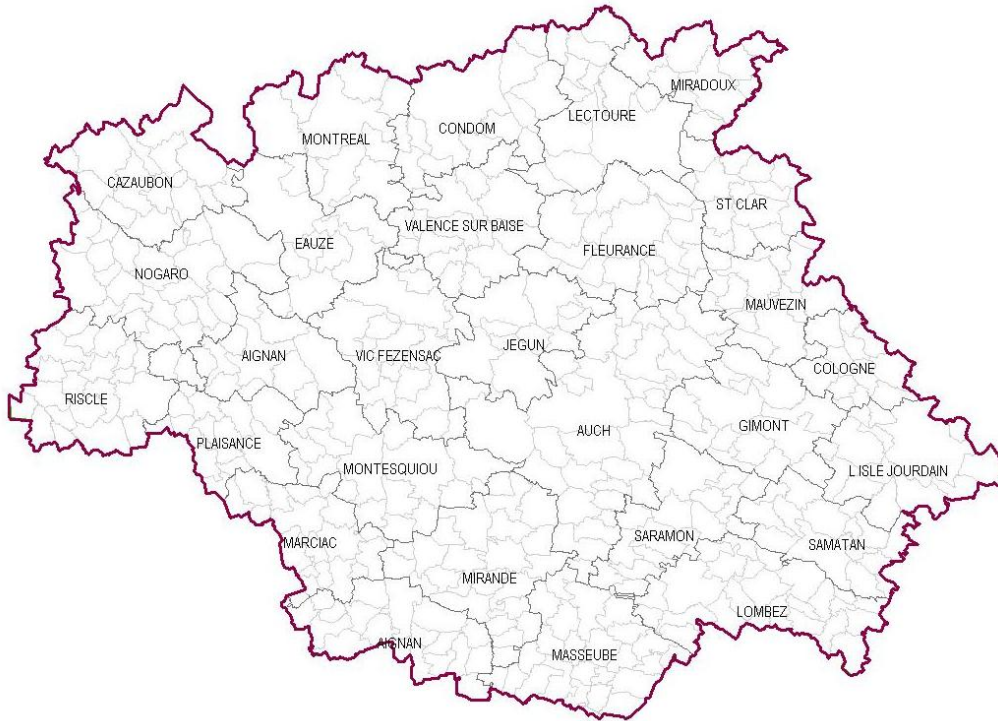 MIRADOUX
LECTOURE
CONDOM
MONTREAL
CAZAUBON
ST CLAR
VALENCE SUR BAISE
EAUZE
FLEURANCE
NOGARO
MAUVEZIN
JEGUN
AIGNAN
VIC FEZENSAC
COLOGNE
RISCLE
GIMONT
AUCH
PLAISANCE
MONTESQUIOU
L ISLE JOURDAIN
SARAMON
MARCIAC
SAMATAN
MIRANDE
LOMBEZ
AIGNAN
MASSEUBE